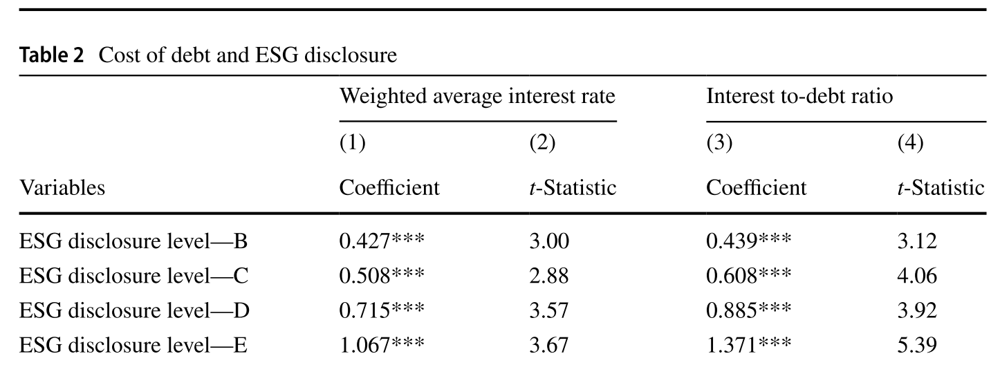 Table 2 Cost of debt and ESG disclosure
Weighted average interest rate Interest to-debt ratio
(1) (2) (3) (4)
Variables Coefficient t-Statistic Coefficient t-Statistic
ESG disclosure level—B 0.427*** 3.00 0.439*** 3.12
ESG disclosure level—C 0.508*** 2.88 0.608*** 4.06
ESG disclosure level—D 0.715*** 3.57 0.885*** 3.92
ESG disclosure level—E 1.067*** 3.67 1.371*** 5.39